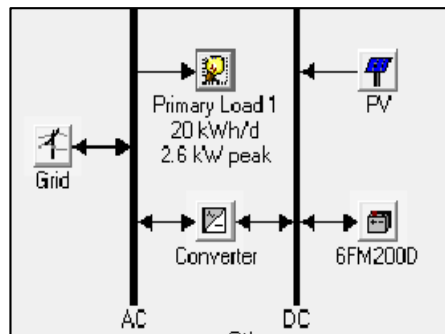 Primary Load 1
20 kWh/d
2.6 kW peak
PV
Grid
Converter
6FM200D
AC
DC